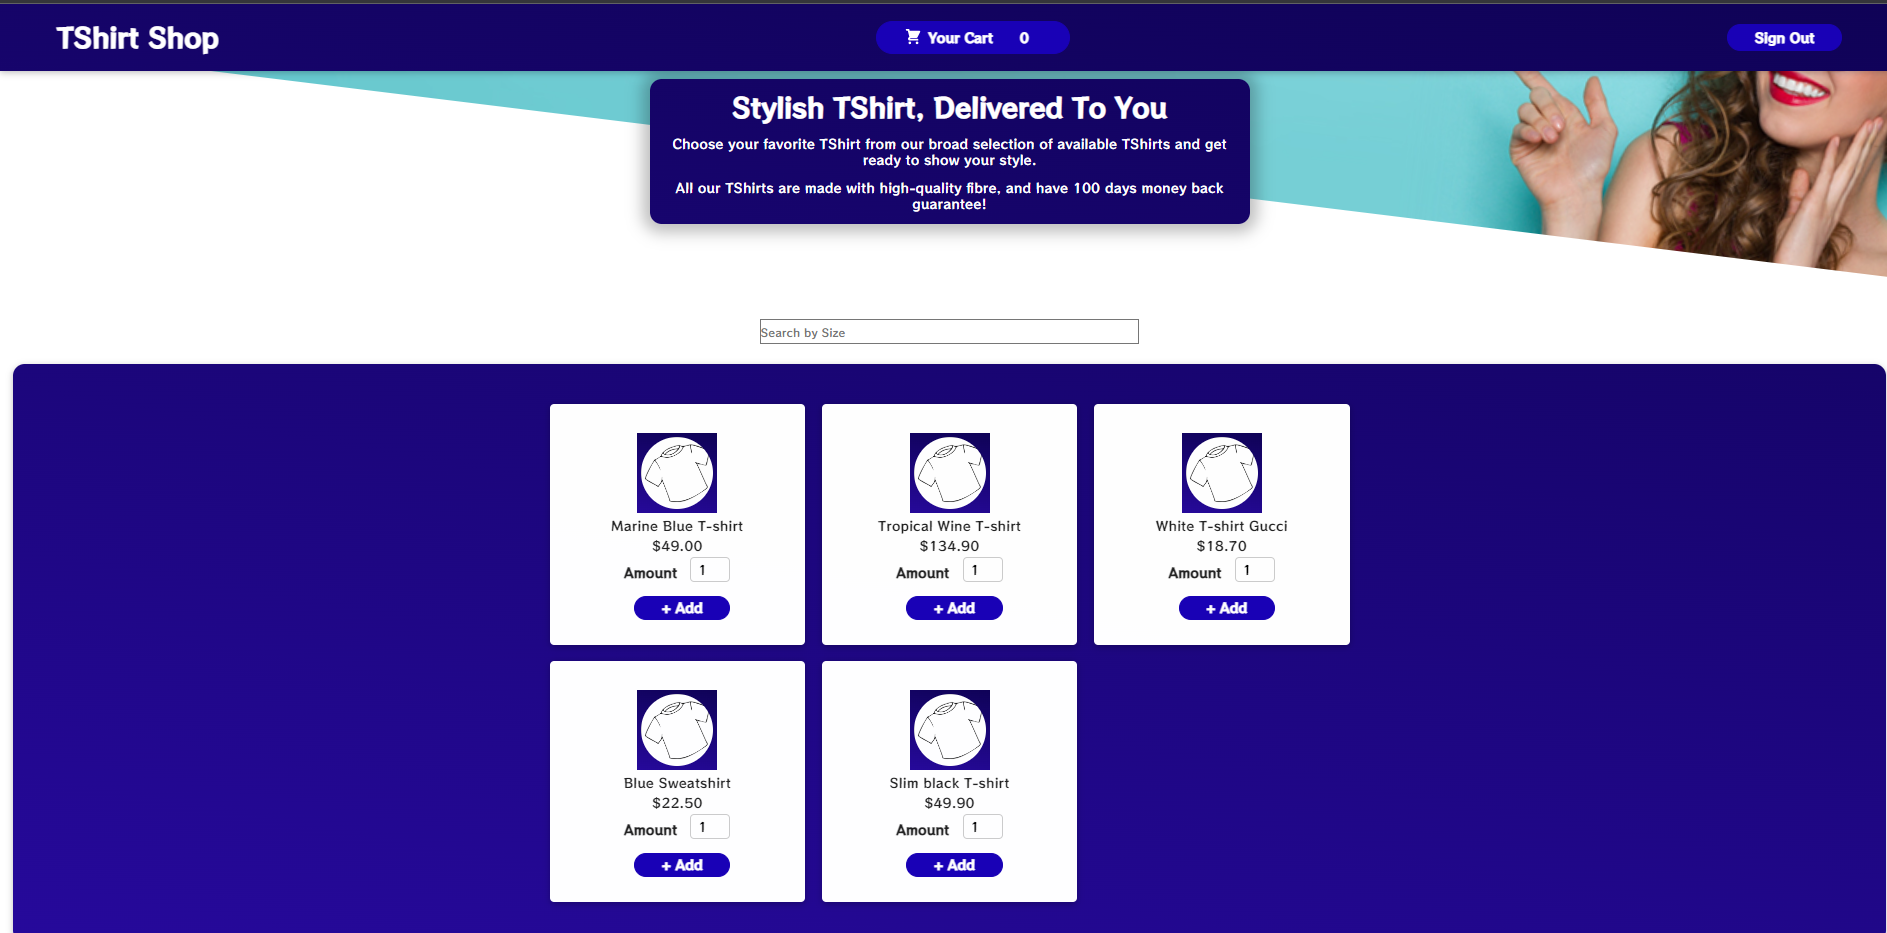 TShirt Shop
Your Cart 0
Sign Out
Stylish TShirt, Delivered To You
Choose your favorite TShirt from our broad selection of available TShirts and get
ready to show your style.
All our TShirts are made with high-quality fibre, and have 100 days money back
guarantee!
Search by Size
Marine Blue T-shirt
$49.00
Amount 1
+ Add
Tropical Wine T-shirt
$134.90
Amount 1
+ Add
White T-shirt Gucci
$18.70
Amount 1
+ Add
Blue Sweatshirt
$22.50
Amount 1
+ Add
Slim black T-shirt
$49.90
Amount 1
+ Add